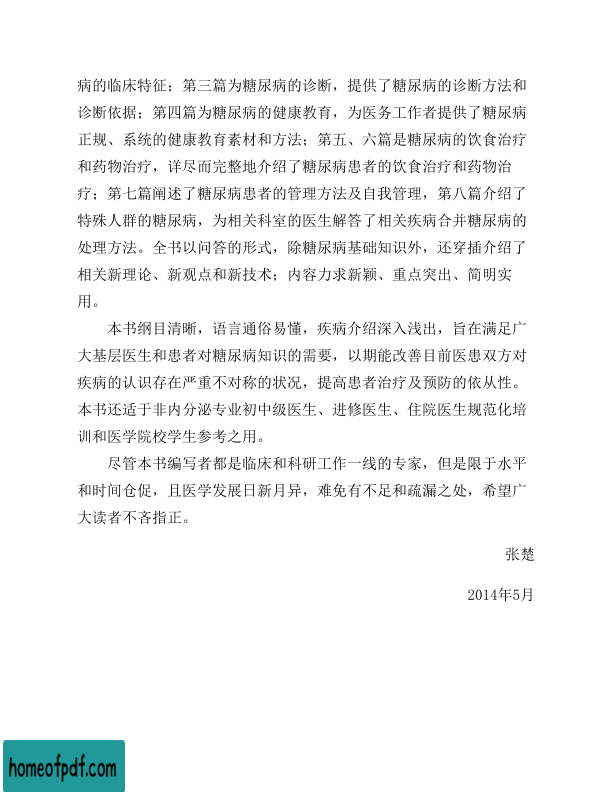 病的临床特征；第三篇为糖尿病的诊断，提供了糖尿病的诊断方法和
诊断依据；第四篇为糖尿病的健康教育，为医务工作者提供了糖尿病
正规、系统的健康教育素材和方法；第五、六篇是糖尿病的饮食治疗
和药物治疗，详尽而完整地介绍了糖尿病患者的饮食治疗和药物治
疗；第七篇阐述了糖尿病患者的管理方法及自我管理，第八篇介绍了
特殊人群的糖尿病，为相关科室的医生解答了相关疾病合并糖尿病的
处理方法。全书以问答的形式，除糖尿病基础知识外，还穿插介绍了
相关新理论、新观点和新技术；内容力求新颖、重点突出、简明实
用。
本书纲目清晰，语言通俗易懂，疾病介绍深入浅出，旨在满足广
大基层医生和患者对糖尿病知识的需要，以期能改善目前医患双方对
疾病的认识存在严重不对称的状况，提高患者治疗及预防的依从性。
本书还适于非内分泌专业初中级医生、进修医生、住院医生规范化培
训和医学院校学生参考之用。
尽管本书编写者都是临床和科研工作一线的专家，但是限于水平
和时间仓促，且医学发展日新月异，难免有不足和疏漏之处，希望广
大读者不吝指正。
张楚
2014年5月
homeofpdf.com